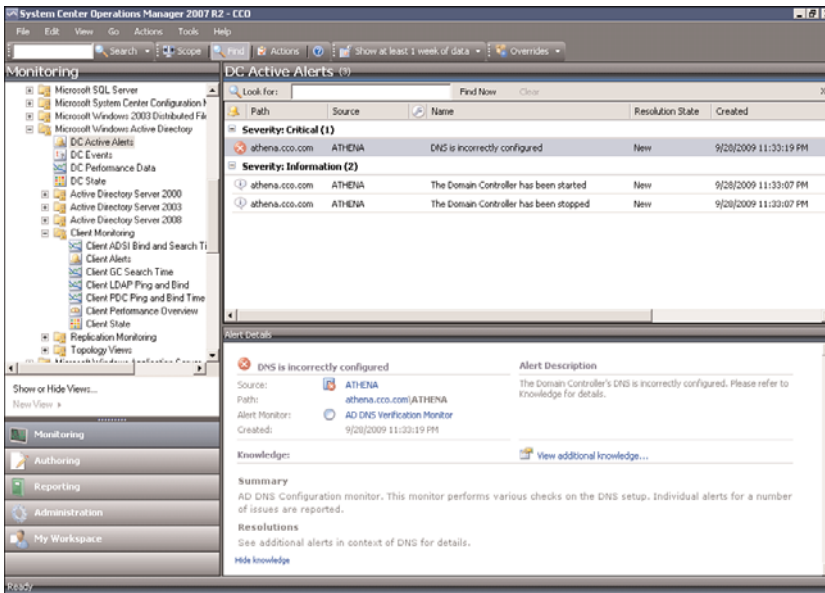 System Center Operations Manager 2007 R2 - CCO
File Edit View Go Actions Tools Help
Search Scope Find Actions Show at least 1 week of data Overrides
Monitoring
Microsoft SQL Server
Microsoft System Center Configuration
Microsoft Windows 2003 Distributed File
Microsoft Windows Active Directory
DC Active Alerts
DC Events
DC Performance Data
DC State
Active Directory Server 2000
Active Directory Server 2003
Active Directory Server 2008
Client Monitoring
Client ADSI Bind and Search Ti
Client Alerts
Client GC Search Time
Client LDAP Ping and Bind
Client PDC Ping and Bind Time
Client Performance Overview
Client State
Replication Monitoring
Topology Views
Microsoft Windows Application Server
Show or Hide Views...
New View
Monitoring
Authoring
Reporting
Administration
My Workspace
DC Active Alerts (3)
Look for: Find Now Clear
Path Source Name Resolution State Created
Severity: Critical (1)
athena.cco.com ATHENA DNS is incorrectly configured New 9/28/2009 11:33:19 PM
Severity: Information (2)
athena.cco.com ATHENA The Domain Controller has been started New 9/28/2009 11:33:07 PM
athena.cco.com ATHENA The Domain Controller has been stopped New 9/28/2009 11:33:07 PM
Alert Details
DNS is incorrectly configured
Source: ATHENA
Path: athena.cco.com\ATHENA
Alert Monitor: AD DNS Verification Monitor
Created: 9/28/2009 11:33:19 PM
Alert Description
The Domain Controller's DNS is incorrectly configured. Please refer to
Knowledge for details.
Knowledge: View additional knowledge...
Summary
AD DNS Configuration monitor. This monitor performs various checks on the DNS setup. Individual alerts for a number
of issues are reported.
Resolutions
See additional alerts in context of DNS for details.
Hide knowledge
Ready